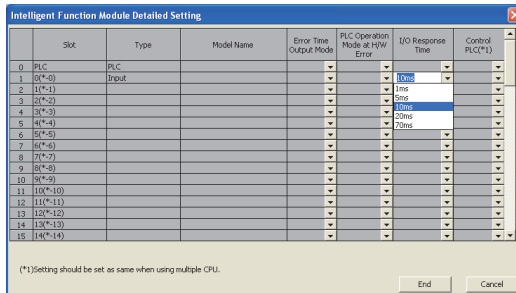 Intelligent Function Module Detailed Setting
Slot Type Model Name Error Time Output Mode PLC Operation Mode at H/W Error I/O Response Time Control PLC(*1)
0 PLC PLC
1 0(*-0) Input 10ms
2 1(*-1) 1ms
3 2(*-2) 5ms
4 3(*-3) 10ms
5 4(*-4) 20ms
6 5(*-5) 70ms
7 6(*-6)
8 7(*-7)
9 8(*-8)
10 9(*-9)
11 10(*-10)
12 11(*-11)
13 12(*-12)
14 13(*-13)
15 14(*-14)
(*1)Setting should be set as same when using multiple CPU.
End Cancel